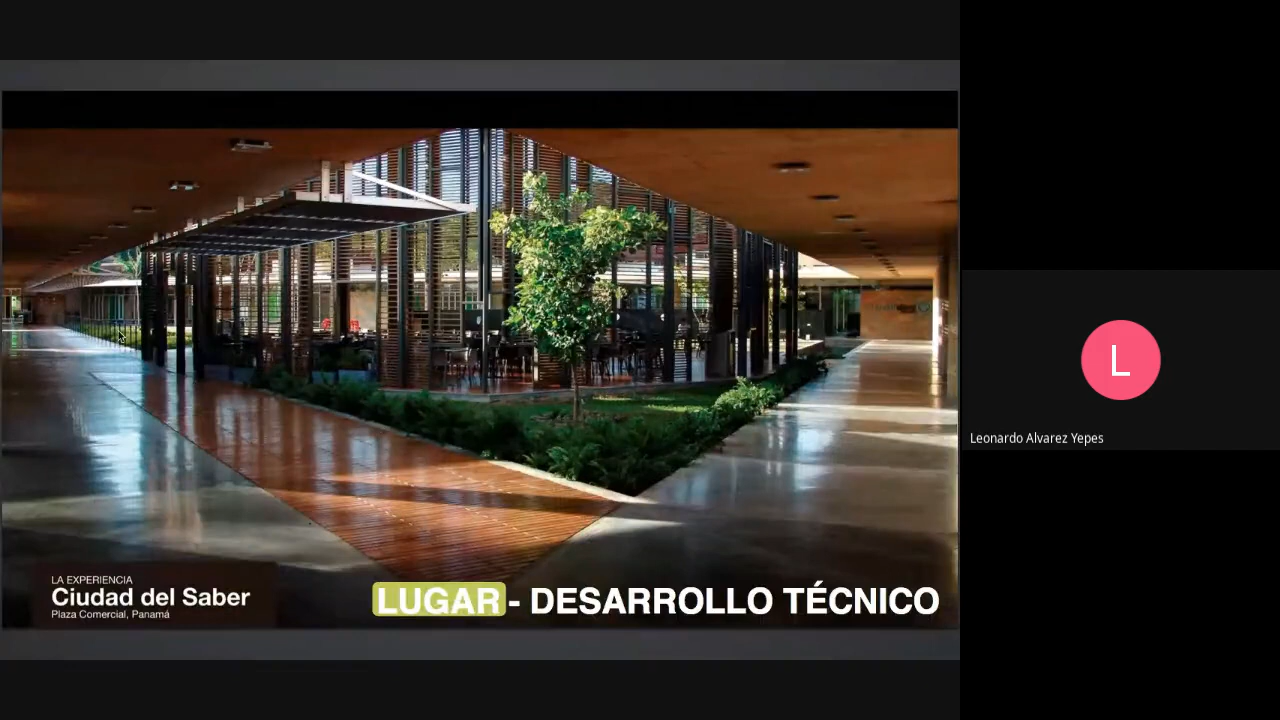 LA EXPERIENCIA
Ciudad del Saber
Plaza Comercial, Panamá
LUGAR - DESARROLLO TÉCNICO
L
Leonardo Alvarez Yepes